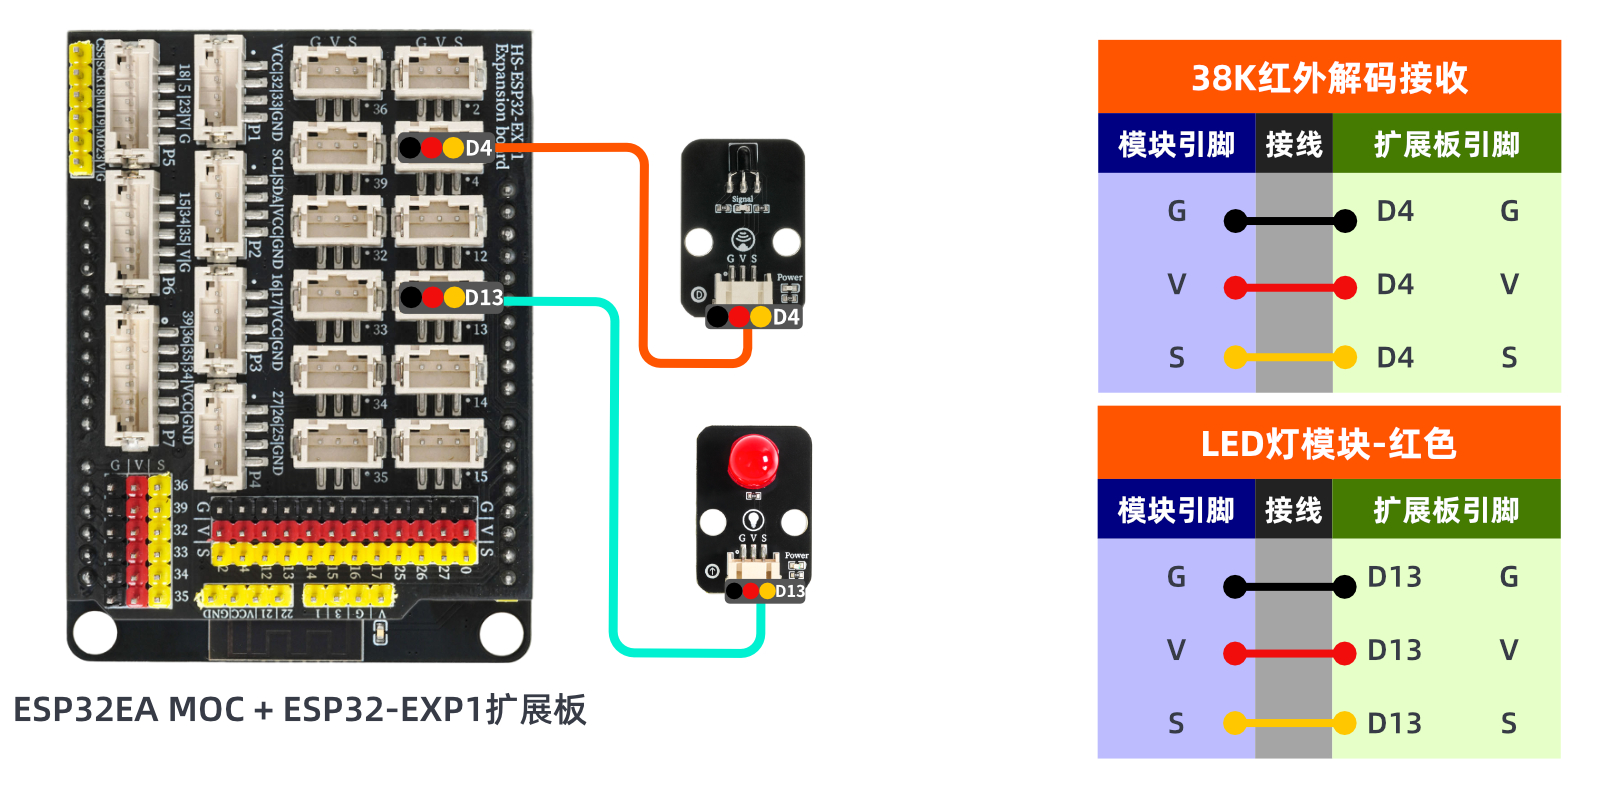 HS-ESP32-EXP1
Expansion board
G V S
G V S
36
2
39
4
32
12
33
13
34
14
35
15
CS|SCK18|MI19|MO23|V|G
18|5|23|V|G
P5
VCC|32|33|GND
P1
SCL|SDA|VCC|GND
P2
15|34|35|V|G
P6
16|17|VCC|GND
P3
39|36|35|34|VCC|GND
P7
27|26|25|GND
P4
D4
D13
G|V|S
36
39
32
33
34
35
G|V|S
G|V|S
2
4
12
13
14
15
16
17
25
26
27
0
GND|VCC|21|22
1 3 G V
Signal
G V S
Power
D4
G V S
Power
D13
ESP32EA MOC + ESP32-EXP1扩展板
38K红外解码接收
模块引脚 接线 扩展板引脚
G D4 G
V D4 V
S D4 S
LED灯模块-红色
模块引脚 接线 扩展板引脚
G D13 G
V D13 V
S D13 S